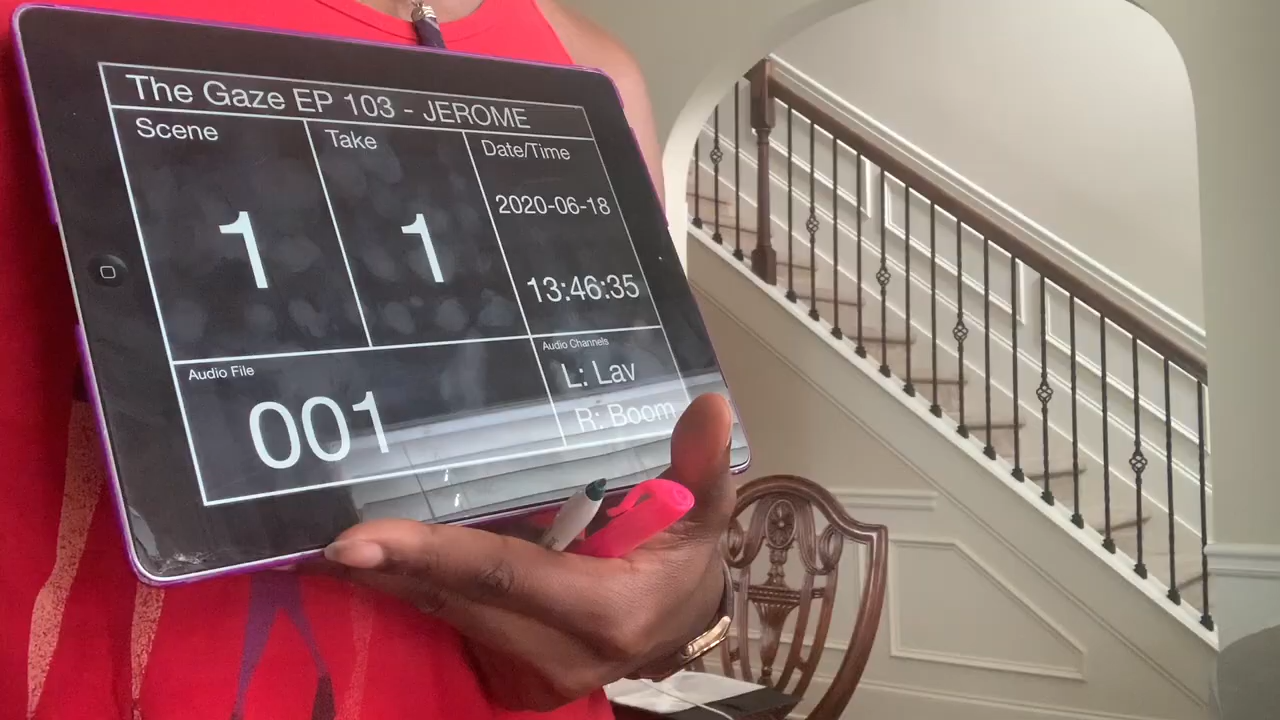 The Gaze EP 103 - JEROME
Scene
1
Take
1
Date/Time
2020-06-18
13:46:35
Audio File
001
Audio Channels
L: Lav
R: Boom